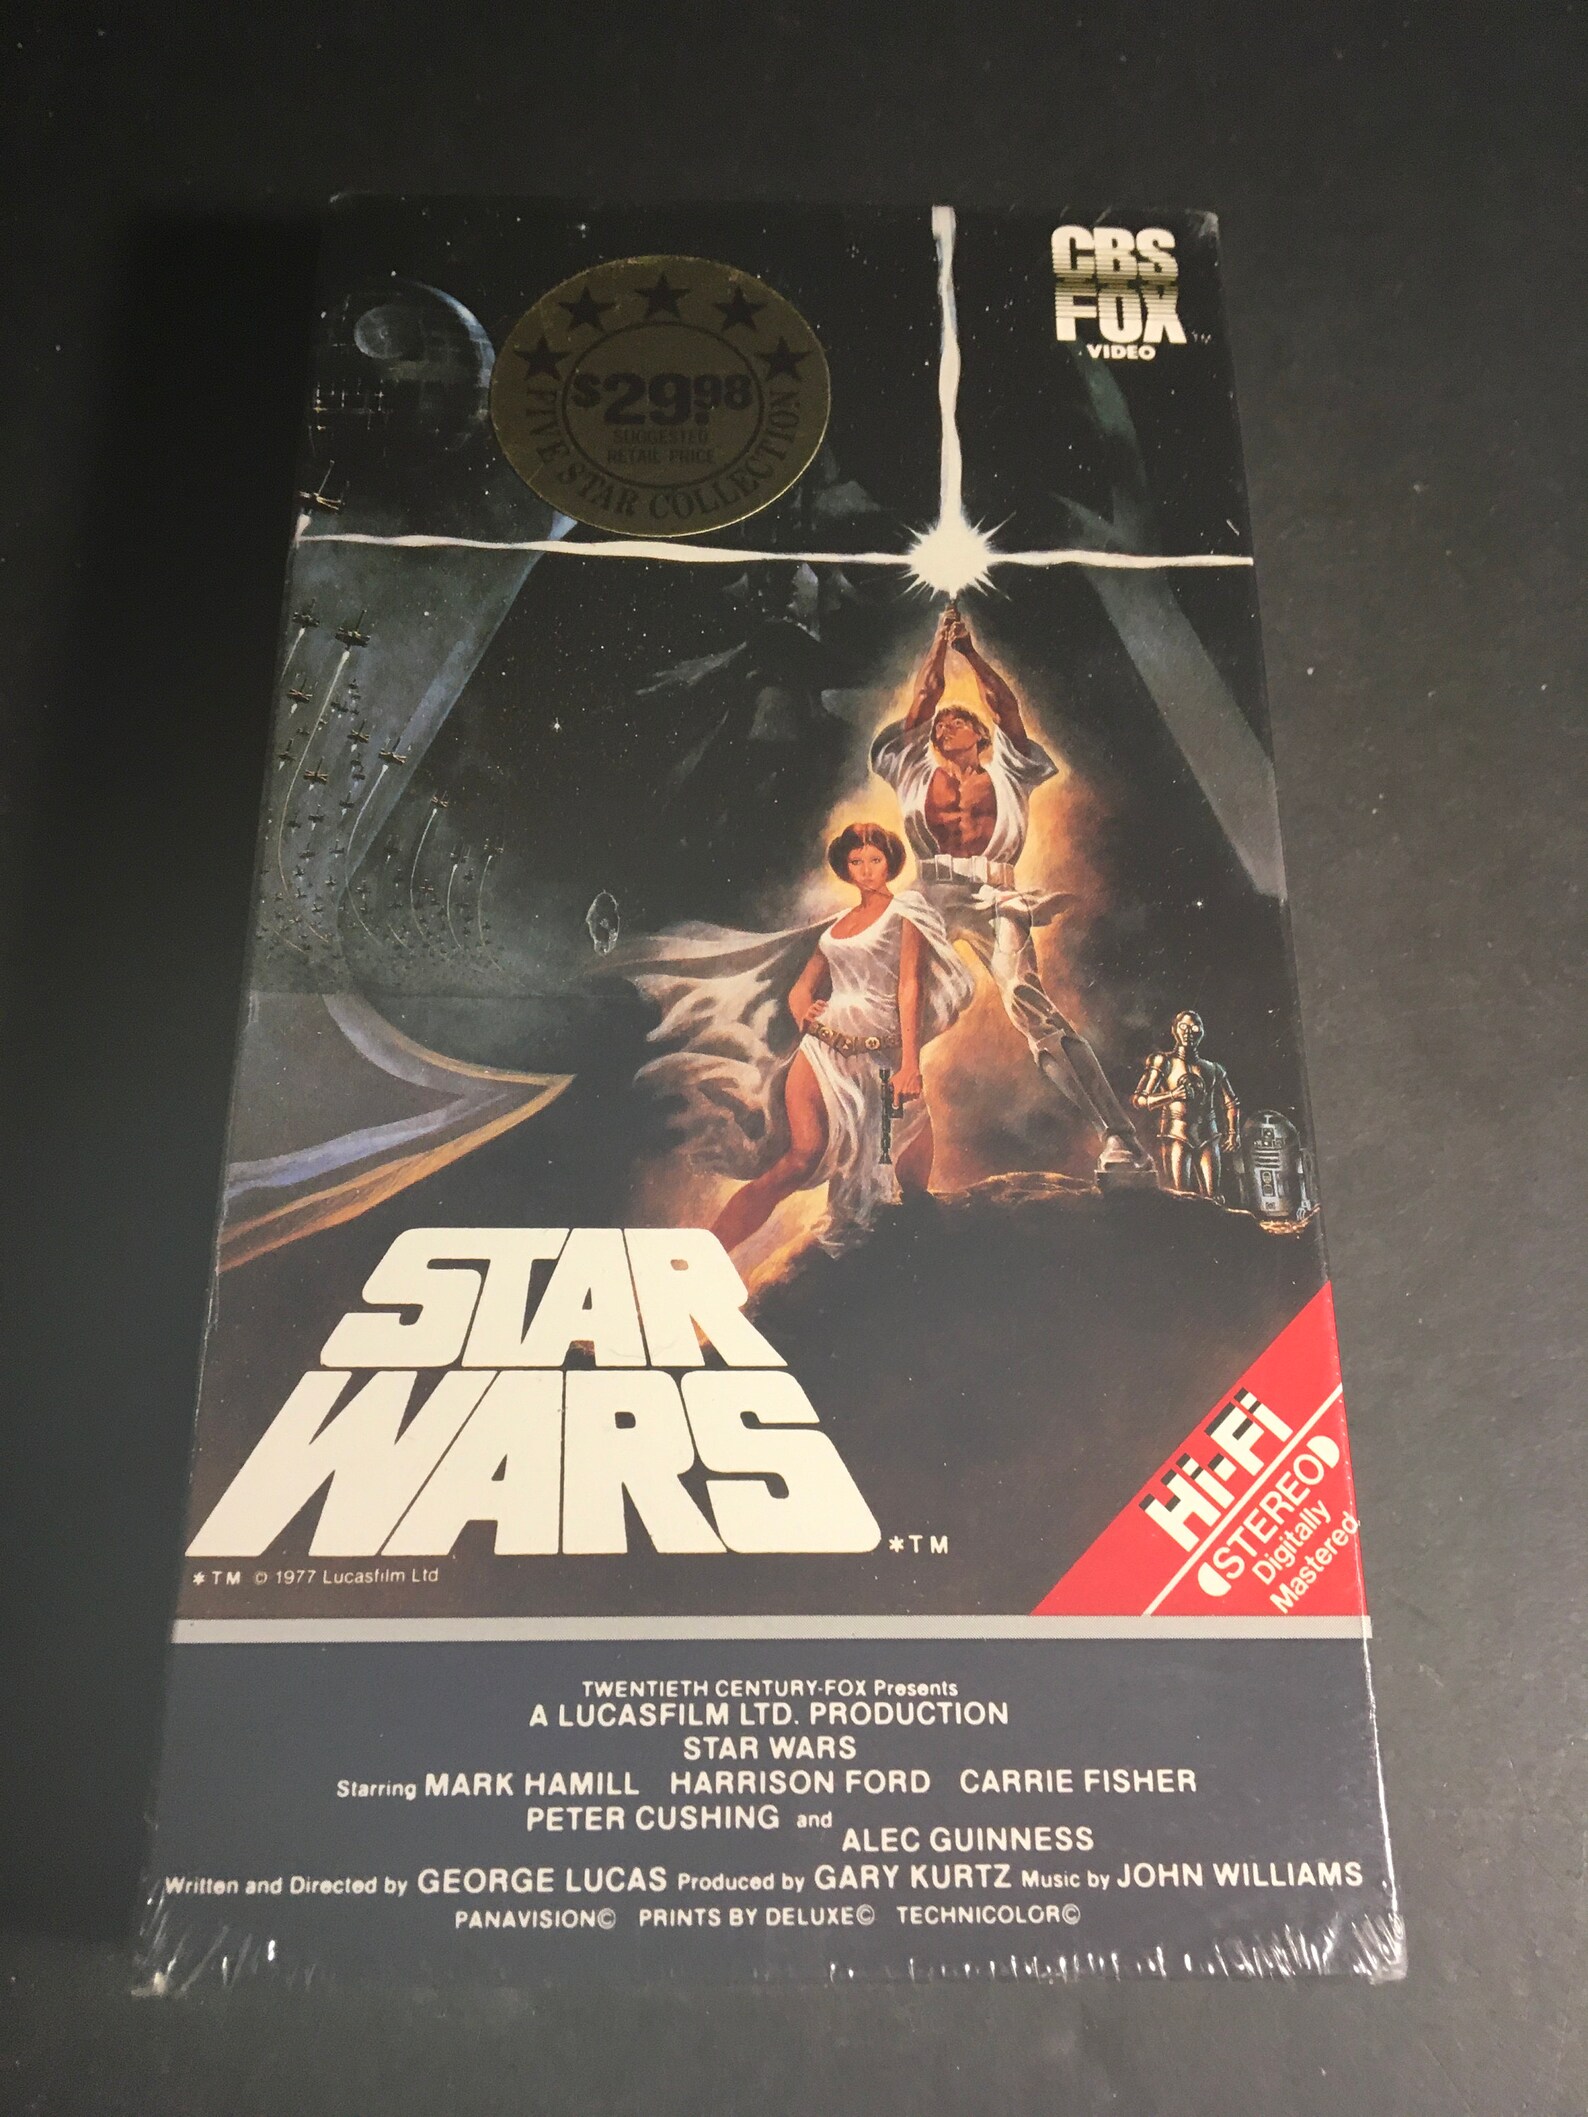 CBS
FOX
VIDEO™
$29.98
SUGGESTED
RETAIL PRICE
FIVE STAR COLLECTION
STAR
WARS
*TM
*TM © 1977 Lucasfilm Ltd
Hi-Fi
STEREO
Digitally
Mastered
TWENTIETH CENTURY-FOX Presents
A LUCASFILM LTD. PRODUCTION
STAR WARS
Starring MARK HAMILL HARRISON FORD CARRIE FISHER
PETER CUSHING and
ALEC GUINNESS
Written and Directed by GEORGE LUCAS Produced by GARY KURTZ Music by JOHN WILLIAMS
PANAVISION© PRINTS BY DELUXE© TECHNICOLOR©